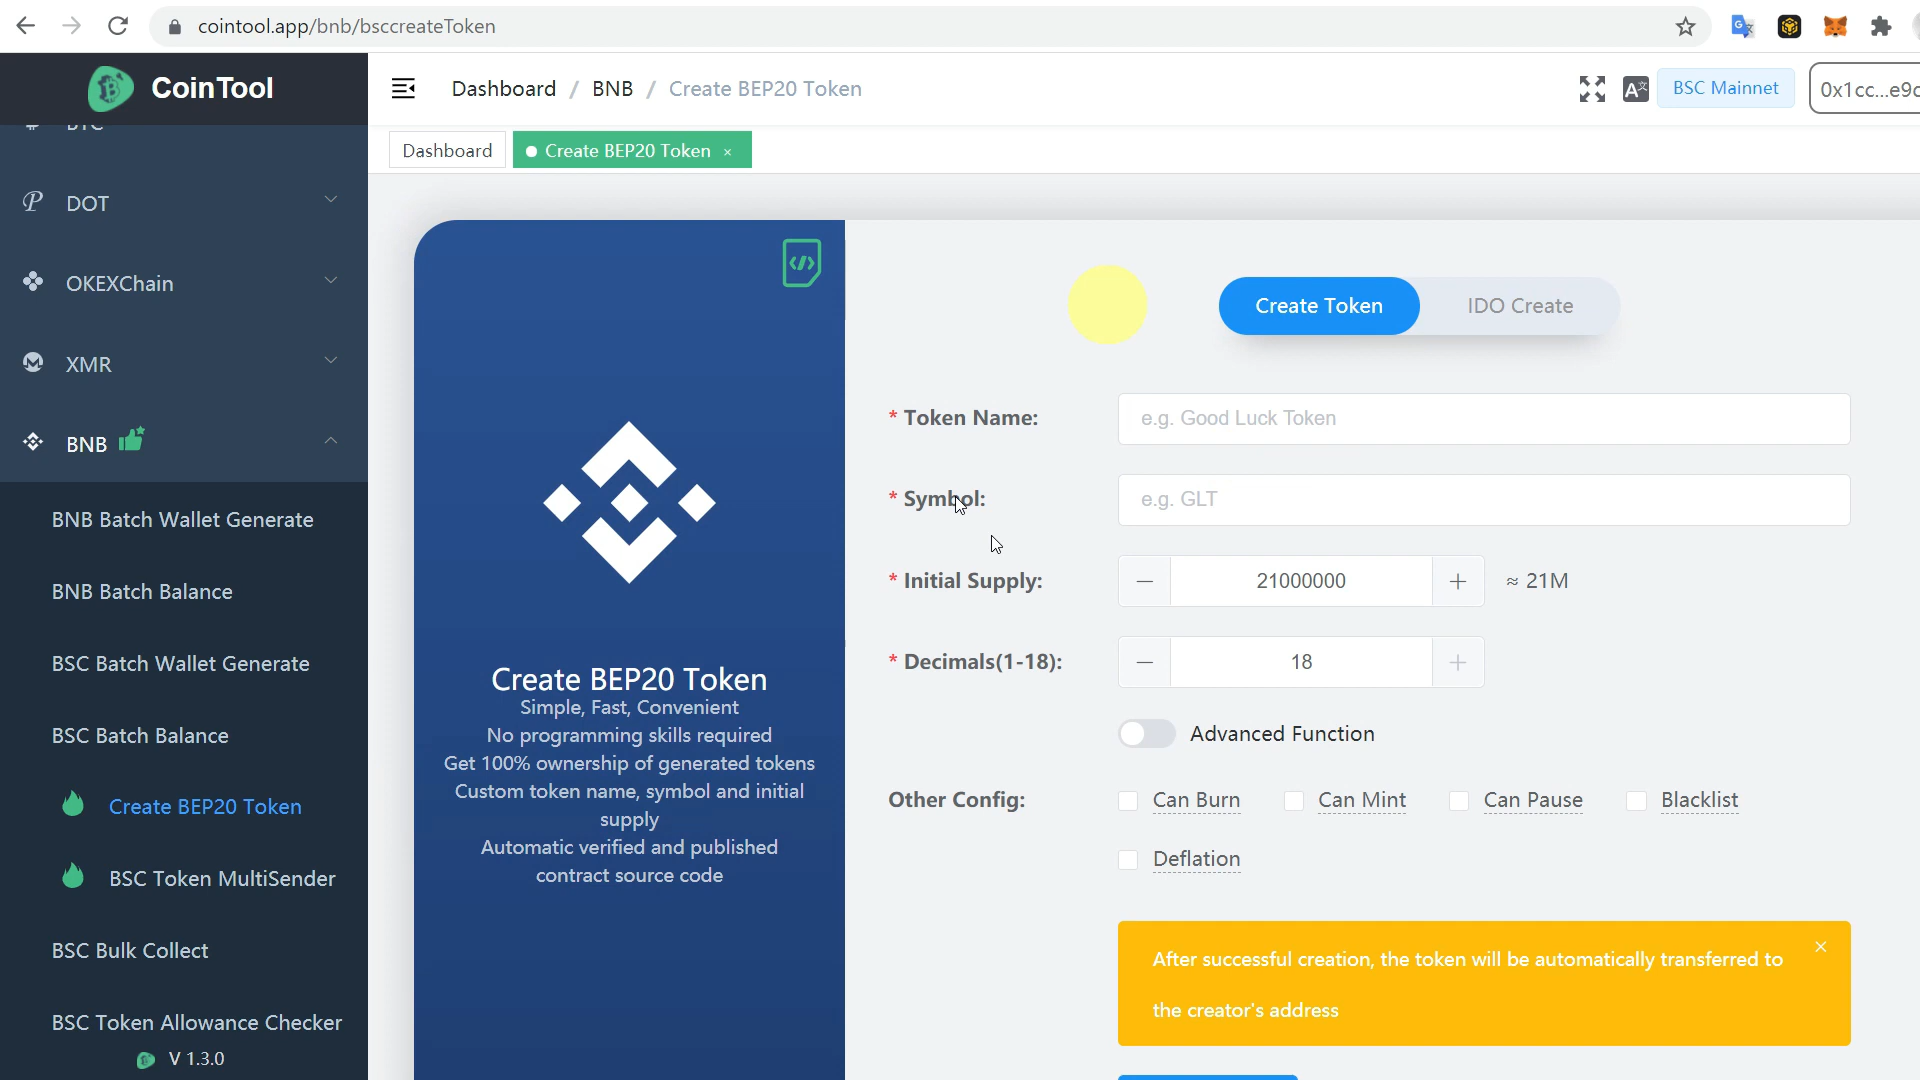 cointool.app/bnb/bsccreateToken
CoinTool
Dashboard / BNB / Create BEP20 Token
BSC Mainnet
0x1cc...e9c
Dashboard
Create BEP20 Token ×
BTC
DOT
OKEXChain
XMR
BNB
BNB Batch Wallet Generate
BNB Batch Balance
BSC Batch Wallet Generate
BSC Batch Balance
Create BEP20 Token
BSC Token MultiSender
BSC Bulk Collect
BSC Token Allowance Checker
V 1.3.0
Create BEP20 Token
Simple, Fast, Convenient
No programming skills required
Get 100% ownership of generated tokens
Custom token name, symbol and initial
supply
Automatic verified and published
contract source code
Create Token
IDO Create
* Token Name:
e.g. Good Luck Token
* Symbol:
e.g. GLT
* Initial Supply:
− 21000000 + ≈ 21M
* Decimals(1-18):
− 18 +
Advanced Function
Other Config:
Can Burn
Can Mint
Can Pause
Blacklist
Deflation
After successful creation, the token will be automatically transferred to
the creator's address